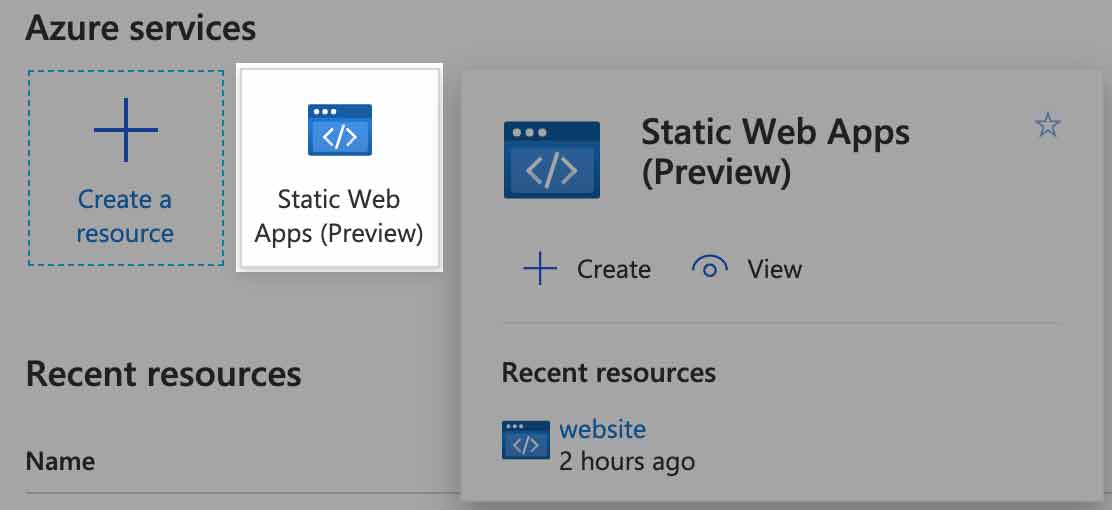 Azure services
Create a
resource
Static Web
Apps (Preview)
Static Web Apps
(Preview)
Create
View
Recent resources
website
2 hours ago
Recent resources
Name